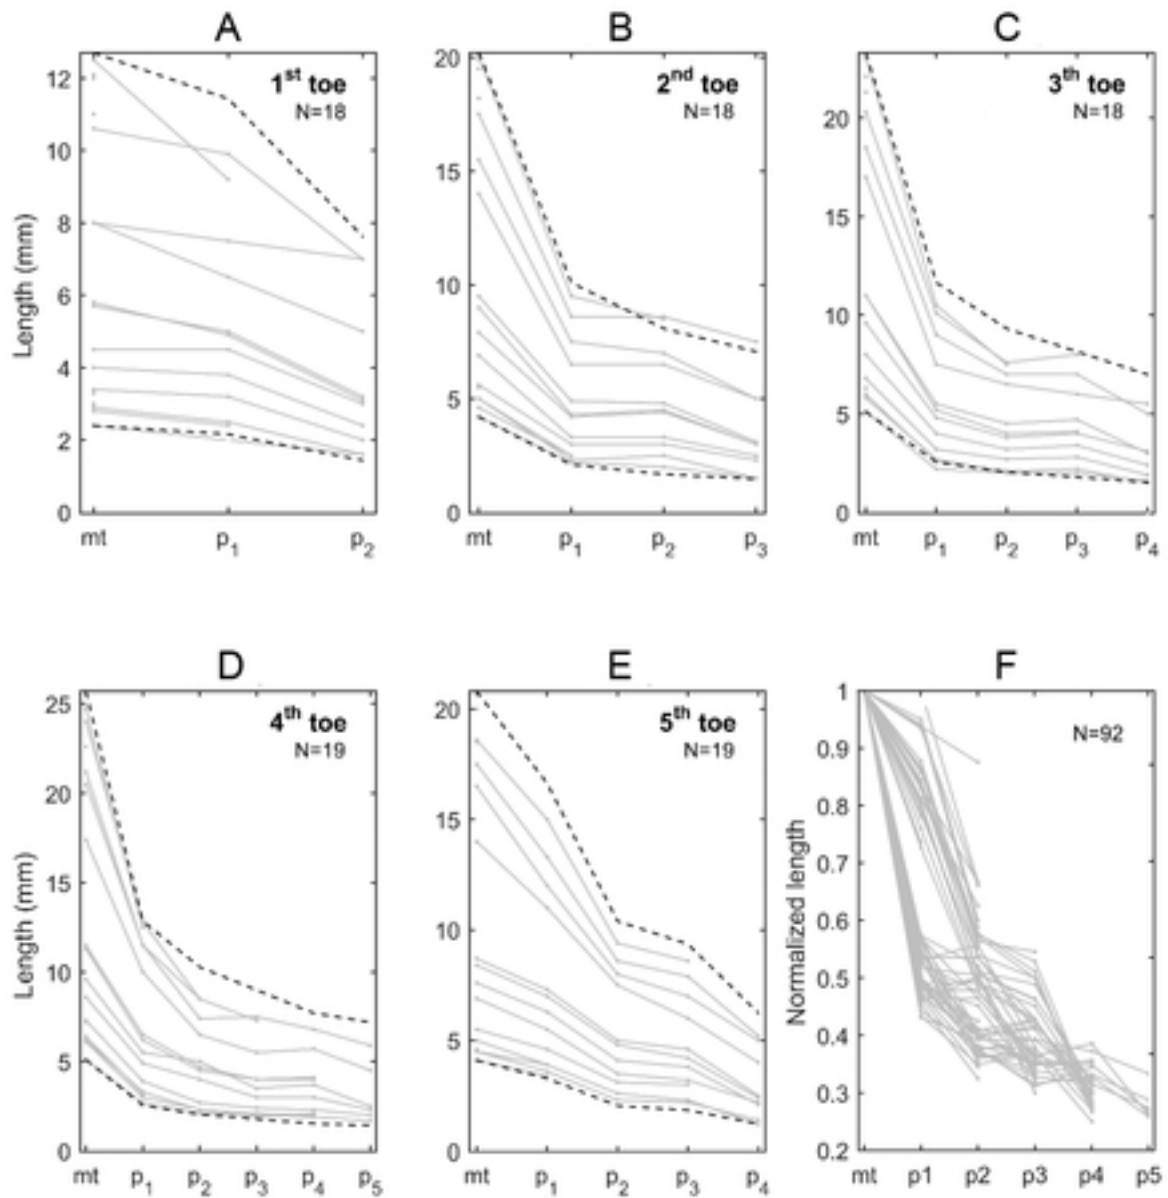 A
B
C
1st toe
N=18
2nd toe
N=18
3th toe
N=18
Length (mm)
12
10
8
6
4
2
0
mt p1 p2
20
15
10
5
0
mt p1 p2 p3
20
15
10
5
0
mt p1 p2 p3 p4
D
E
F
4th toe
N=19
5th toe
N=19
N=92
Length (mm)
25
20
15
10
5
0
mt p1 p2 p3 p4 p5
20
15
10
5
0
mt p1 p2 p3 p4
Normalized length
1
0.9
0.8
0.7
0.6
0.5
0.4
0.3
0.2
mt p1 p2 p3 p4 p5